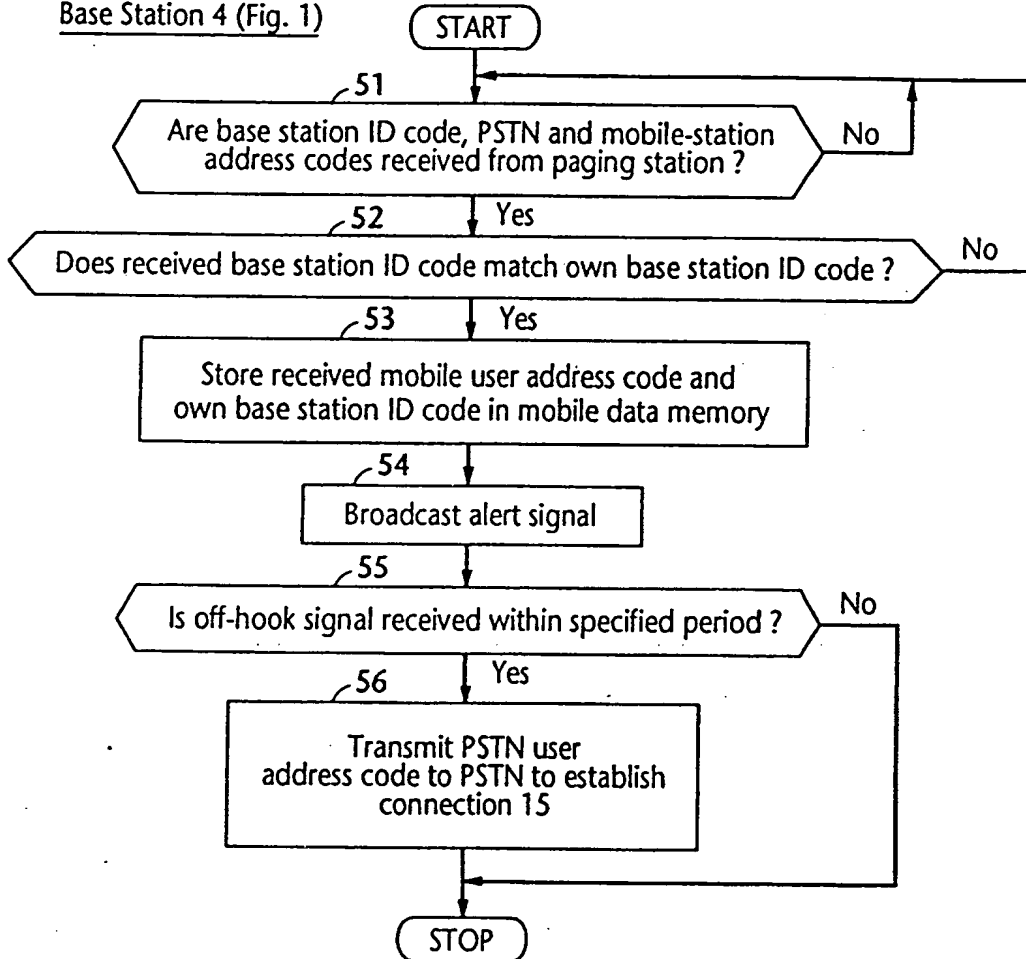 Base Station 4 (Fig. 1)
START
51
Are base station ID code, PSTN and mobile-station
address codes received from paging station ?
No
Yes
52
Does received base station ID code match own base station ID code ?
No
Yes
53
Store received mobile user address code and
own base station ID code in mobile data memory
54
Broadcast alert signal
55
Is off-hook signal received within specified period ?
No
Yes
56
Transmit PSTN user
address code to PSTN to establish
connection 15
STOP